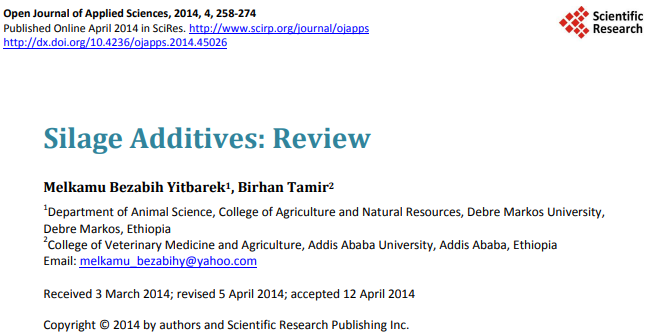 Open Journal of Applied Sciences, 2014, 4, 258-274
Published Online April 2014 in SciRes. http://www.scirp.org/journal/ojapps
http://dx.doi.org/10.4236/ojapps.2014.45026
Scientific
Research
Silage Additives: Review
Melkamu Bezabih Yitbarek1, Birhan Tamir2
1Department of Animal Science, College of Agriculture and Natural Resources, Debre Markos University,
Debre Markos, Ethiopia
2College of Veterinary Medicine and Agriculture, Addis Ababa University, Addis Ababa, Ethiopia
Email: melkamu_bezabihy@yahoo.com
Received 3 March 2014; revised 5 April 2014; accepted 12 April 2014
Copyright © 2014 by authors and Scientific Research Publishing Inc.